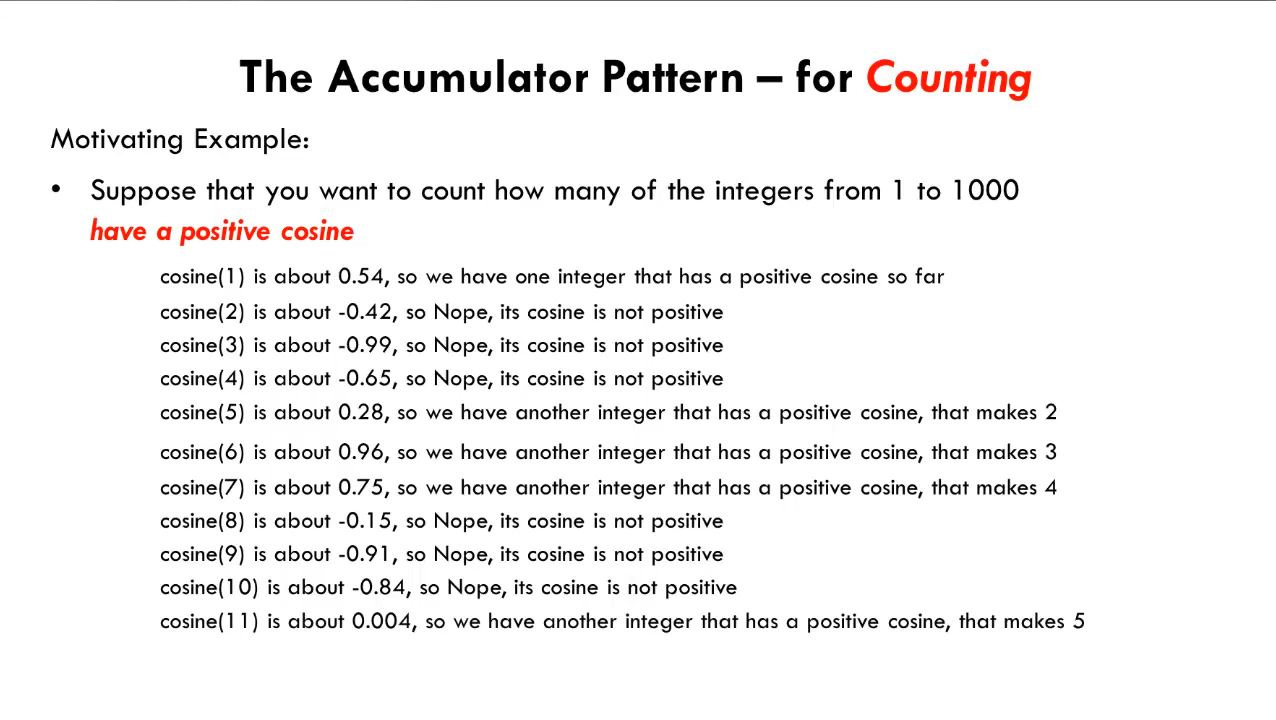 The Accumulator Pattern – for Counting
Motivating Example:
• Suppose that you want to count how many of the integers from 1 to 1000
have a positive cosine
cosine(1) is about 0.54, so we have one integer that has a positive cosine so far
cosine(2) is about -0.42, so Nope, its cosine is not positive
cosine(3) is about -0.99, so Nope, its cosine is not positive
cosine(4) is about -0.65, so Nope, its cosine is not positive
cosine(5) is about 0.28, so we have another integer that has a positive cosine, that makes 2
cosine(6) is about 0.96, so we have another integer that has a positive cosine, that makes 3
cosine(7) is about 0.75, so we have another integer that has a positive cosine, that makes 4
cosine(8) is about -0.15, so Nope, its cosine is not positive
cosine(9) is about -0.91, so Nope, its cosine is not positive
cosine(10) is about -0.84, so Nope, its cosine is not positive
cosine(11) is about 0.004, so we have another integer that has a positive cosine, that makes 5